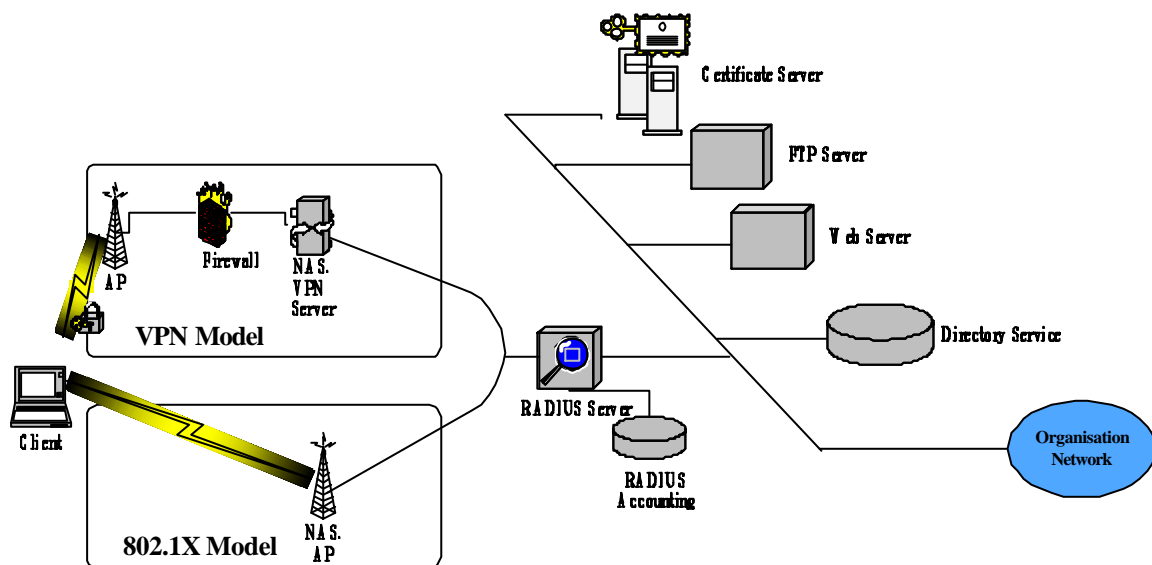 Certificate Server
FTP Server
Web Server
Firewall
AP
NAS.
VPN
Server
VPN Model
Directory Service
RADIUS Server
Client
Organisation
Network
RADIUS
Accounting
NAS.
AP
802.1X Model